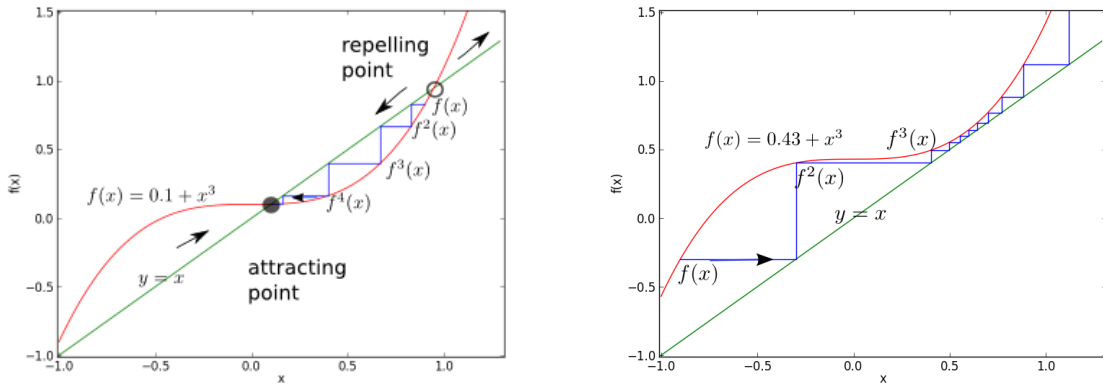 1.5
1.0
0.5
0.0
−0.5
−1.0
f(x)
−1.0
−0.5
0.0
0.5
1.0
x
repelling
point
f(x)
f²(x)
f³(x)
f⁴(x)
f(x) = 0.1 + x³
y = x
attracting
point
1.5
1.0
0.5
0.0
−0.5
−1.0
f(x)
−1.0
−0.5
0.0
0.5
1.0
x
f(x) = 0.43 + x³
f³(x)
f²(x)
y = x
f(x)